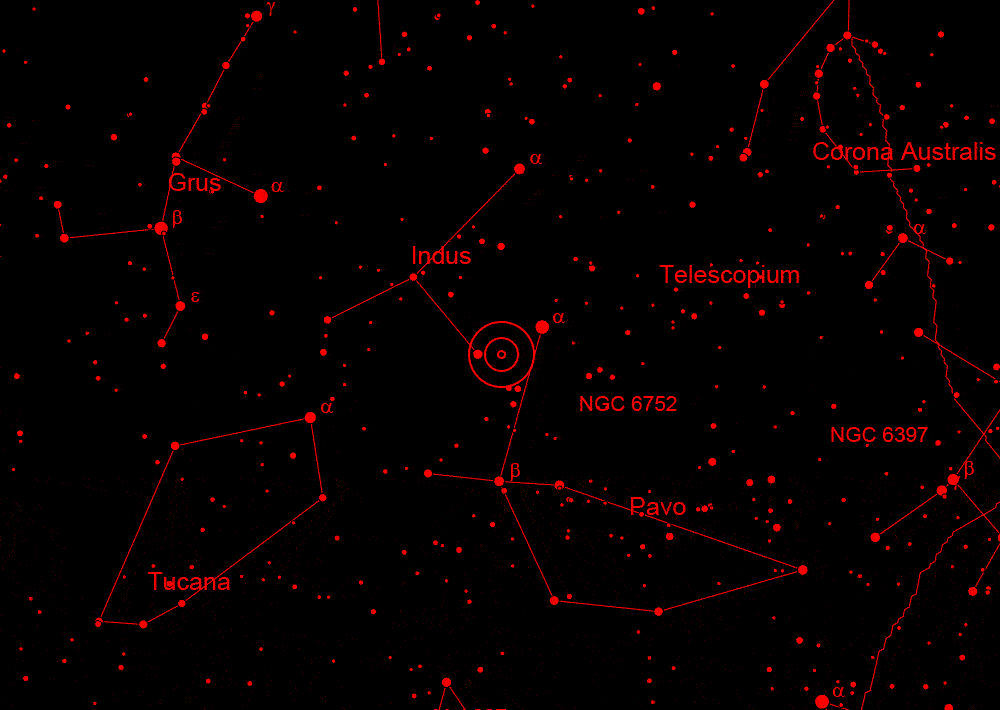 γ
Corona Australis
α
Grus
α
β
α
Indus
Telescopium
ε
α
NGC 6752
α
NGC 6397
β
β
Pavo
Tucana
α